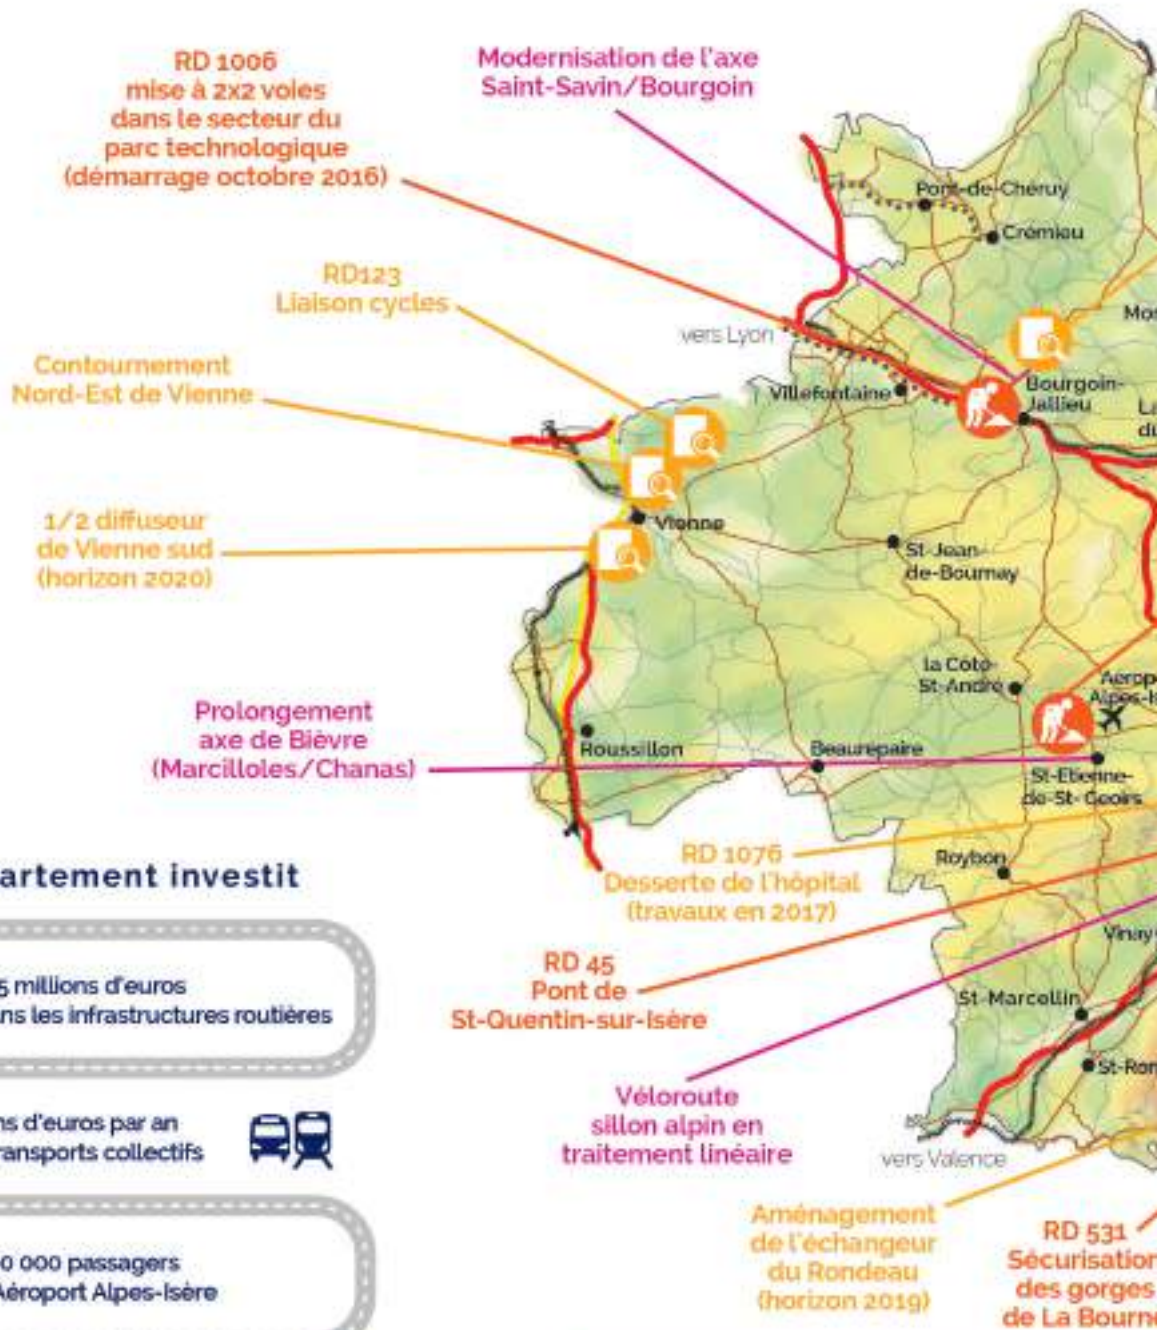 RD 1006
mise à 2x2 voies
dans le secteur du
parc technologique
(démarrage octobre 2016)
Modernisation de l'axe
Saint-Savin/Bourgoin
RD123
Liaison cycles
Contournement
Nord-Est de Vienne
1/2 diffuseur
de Vienne sud
(horizon 2020)
Prolongement
axe de Bièvre
(Marcilloles/Chanas)
Pont-de-Chéruy
Crémieu
vers Lyon
Villefontaine
Bourgoin-
Jallieu
Vienne
St-Jean-
de-Bournay
la Côte-
St-André
Roussillon
Beaurepaire
St-Etienne-
de-St-Geoirs
RD 1076
Desserte de l'hôpital
(travaux en 2017)
Roybon
Vinay
RD 45
Pont de
St-Quentin-sur-Isère
St-Marcellin
Véloroute
sillon alpin en
traitement linéaire
vers Valence
Aménagement
de l'échangeur
du Rondeau
(horizon 2019)
RD 531
Sécurisation
des gorges
de La Bourne
artement investit
5 millions d'euros
ns les infrastructures routières
ns d'euros par an
ransports collectifs
0 000 passagers
Aéroport Alpes-Isère